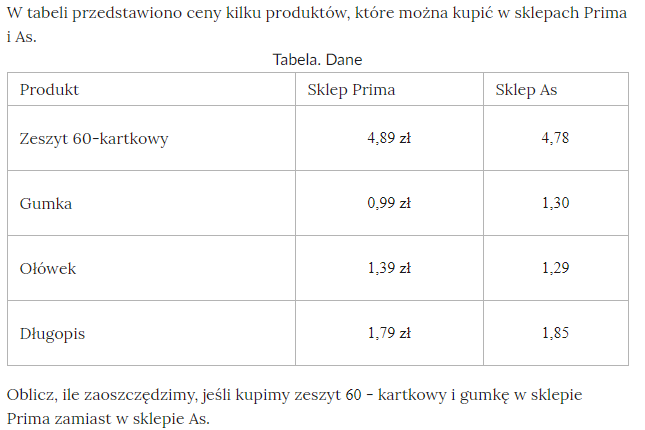 W tabeli przedstawiono ceny kilku produktów, które można kupić w sklepach Prima
i As.
Tabela. Dane
Produkt Sklep Prima Sklep As
Zeszyt 60-kartkowy 4,89 zł 4,78
Gumka 0,99 zł 1,30
Ołówek 1,39 zł 1,29
Długopis 1,79 zł 1,85
Oblicz, ile zaoszczędzimy, jeśli kupimy zeszyt 60 - kartkowy i gumkę w sklepie
Prima zamiast w sklepie As.